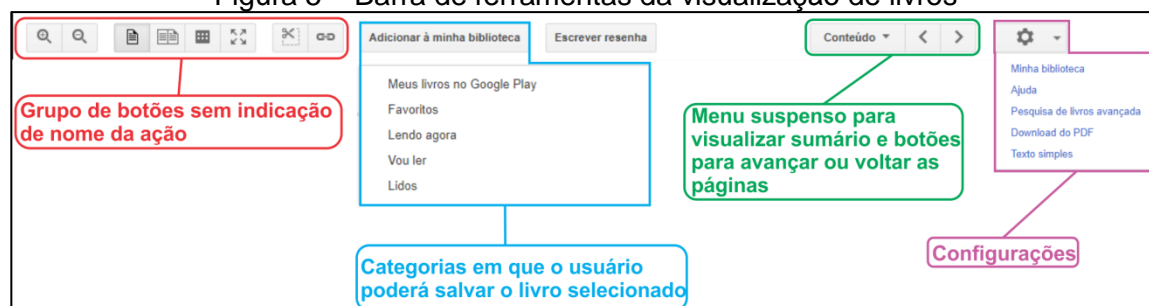 Figura 3 – Barra de ferramentas da visualização de livros
Adicionar à minha biblioteca
Escrever resenha
Conteúdo
Meus livros no Google Play
Favoritos
Lendo agora
Vou ler
Lidos
Minha biblioteca
Ajuda
Pesquisa de livros avançada
Download do PDF
Texto simples
Grupo de botões sem indicação
de nome da ação
Menu suspenso para
visualizar sumário e botões
para avançar ou voltar as
páginas
Categorias em que o usuário
poderá salvar o livro selecionado
Configurações